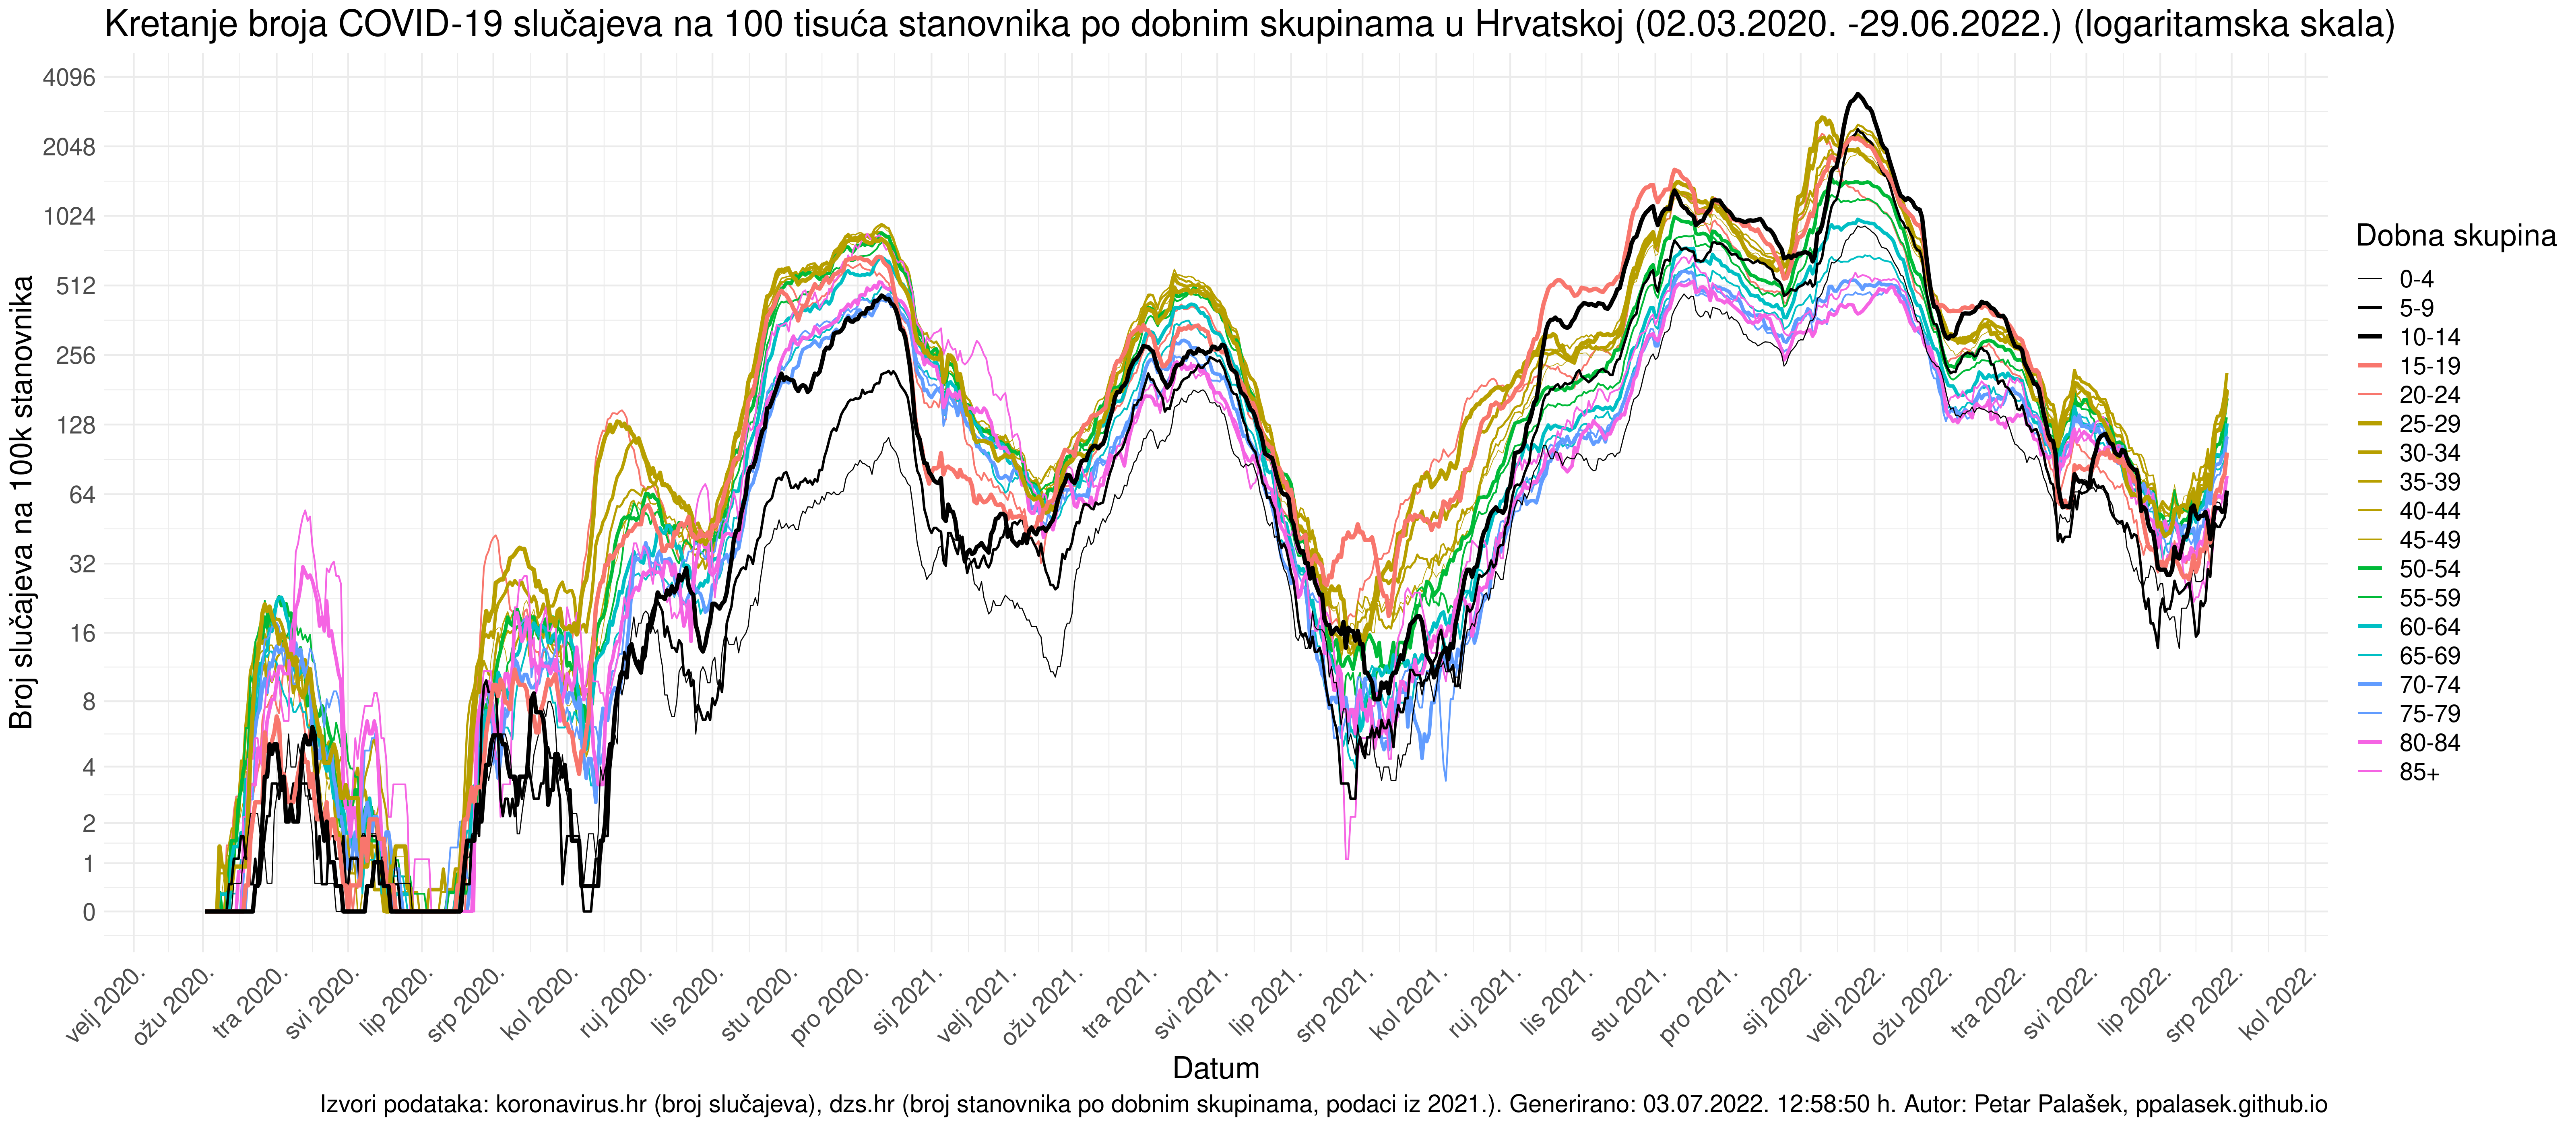 Kretanje broja COVID-19 slučajeva na 100 tisuća stanovnika po dobnim skupinama u Hrvatskoj (02.03.2020. -29.06.2022.) (logaritamska skala)
Broj slučajeva na 100k stanovnika
4096
2048
1024
512
256
128
64
32
16
8
4
2
1
0
velj 2020.
ožu 2020.
tra 2020.
svi 2020.
lip 2020.
srp 2020.
kol 2020.
ruj 2020.
lis 2020.
stu 2020.
pro 2020.
sij 2021.
velj 2021.
ožu 2021.
tra 2021.
svi 2021.
lip 2021.
srp 2021.
kol 2021.
ruj 2021.
lis 2021.
stu 2021.
pro 2021.
sij 2022.
velj 2022.
ožu 2022.
tra 2022.
svi 2022.
lip 2022.
srp 2022.
kol 2022.
Datum
Dobna skupina
0-4
5-9
10-14
15-19
20-24
25-29
30-34
35-39
40-44
45-49
50-54
55-59
60-64
65-69
70-74
75-79
80-84
85+
Izvori podataka: koronavirus.hr (broj slučajeva), dzs.hr (broj stanovnika po dobnim skupinama, podaci iz 2021.). Generirano: 03.07.2022. 12:58:50 h. Autor: Petar Palašek, ppalasek.github.io